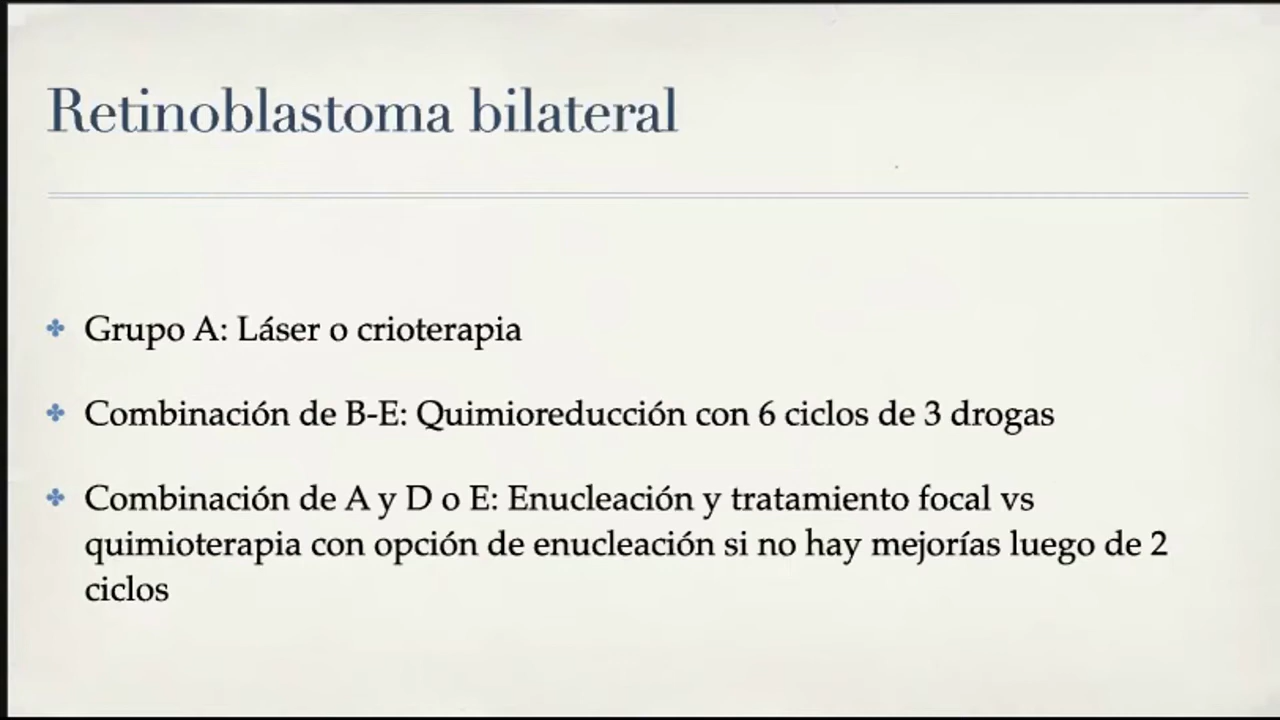 Retinoblastoma bilateral
Grupo A: Láser o crioterapia
Combinación de B-E: Quimioreducción con 6 ciclos de 3 drogas
Combinación de A y D o E: Enucleación y tratamiento focal vs
quimioterapia con opción de enucleación si no hay mejorías luego de 2
ciclos